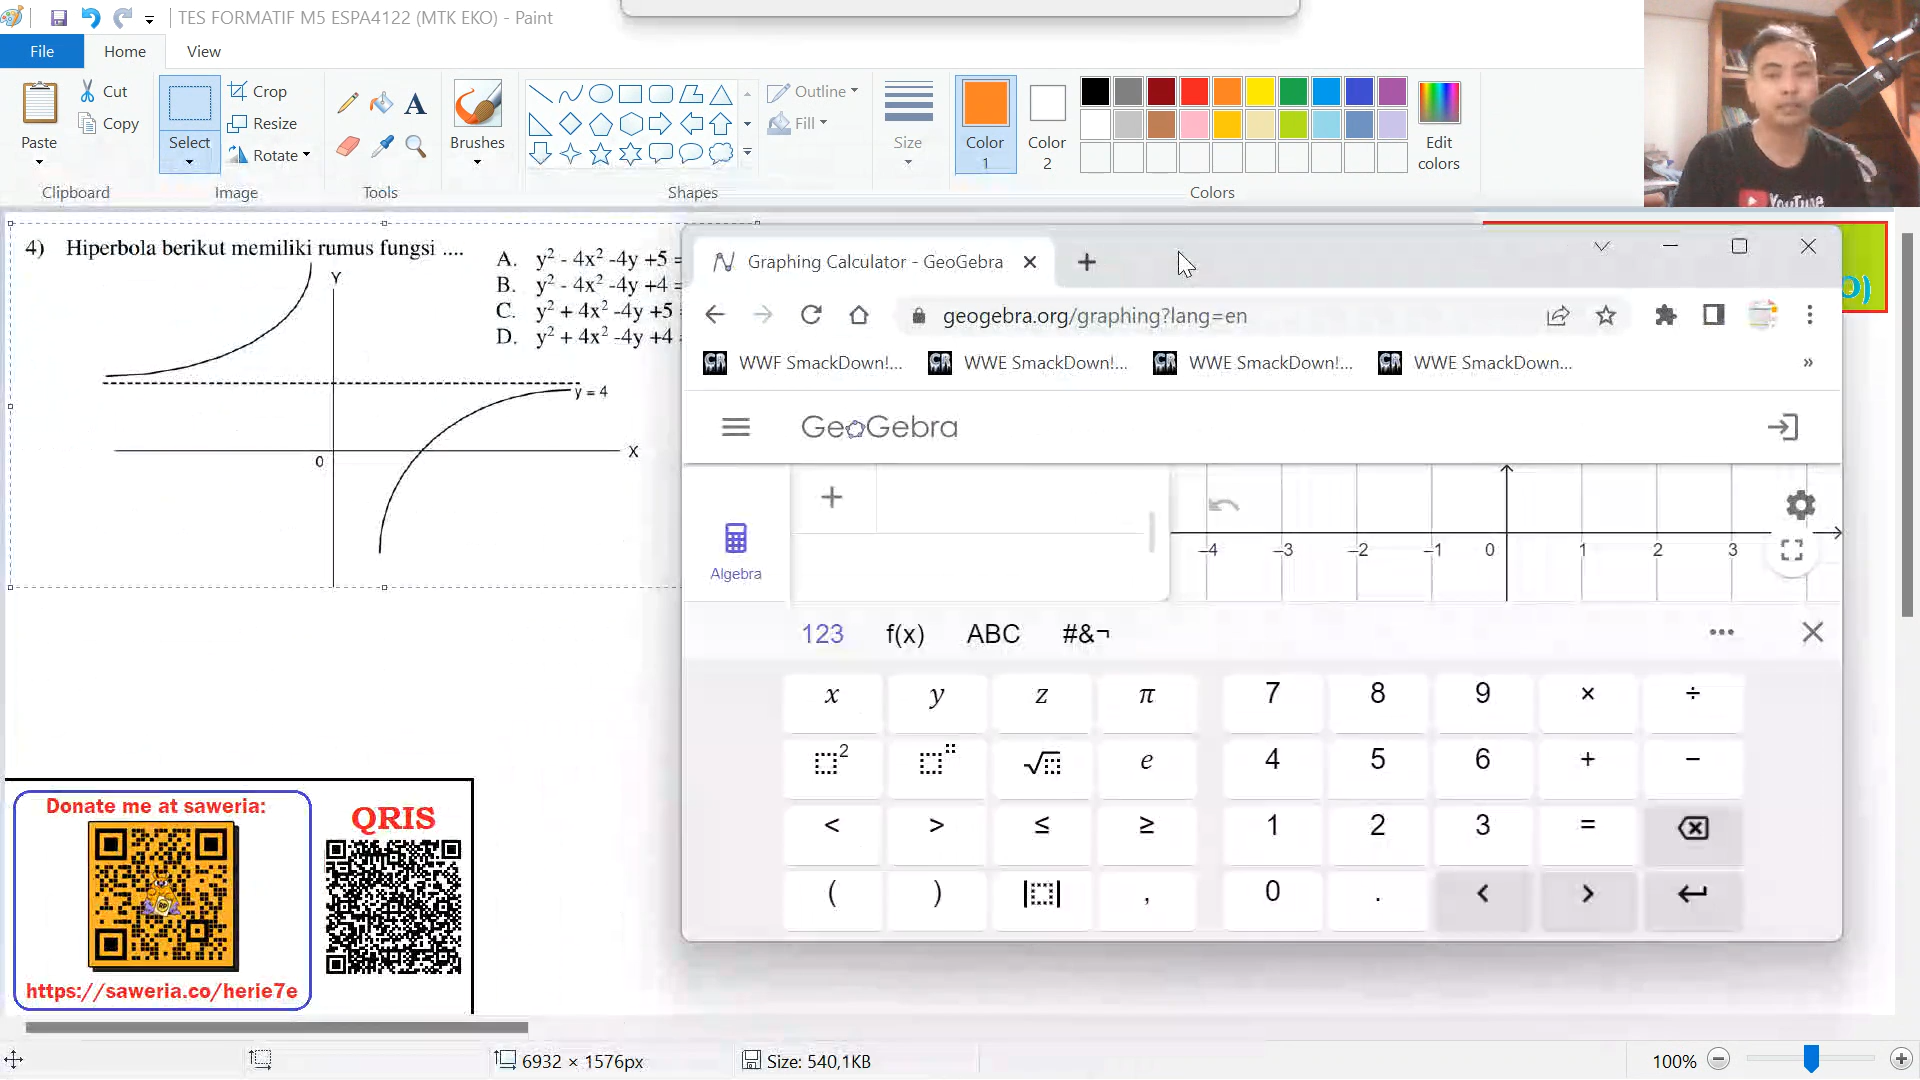 TES FORMATIF M5 ESPA4122 (MTK EKO) - Paint
File Home View
Paste
Cut
Copy
Clipboard
Select
Crop
Resize
Rotate
Image
A
Tools
Brushes
Shapes
Outline
Fill
Size
Color 1
Color 2
Edit colors
Colors
YouTube
4) Hiperbola berikut memiliki rumus fungsi ....
A. y² - 4x² -4y +5 =
B. y² - 4x² -4y +4 =
C. y² + 4x² -4y +5
D. y² + 4x² -4y +4
Y
y = 4
X
0
O)
Graphing Calculator - GeoGebra
geogebra.org/graphing?lang=en
WWF SmackDown!...
WWE SmackDown!...
WWE SmackDown!...
WWE SmackDown...
»
GeoGebra
+
Algebra
–4 –3 –2 –1 0 1 2 3
123 f(x) ABC #&¬
x y z π 7 8 9 × ÷
2 √ e 4 5 6 + −
< > ≤ ≥ 1 2 3 =
( ) | | , 0 . < >
Donate me at saweria:
RP
https://saweria.co/herie7e
QRIS
6932 × 1576px
Size: 540,1KB
100%